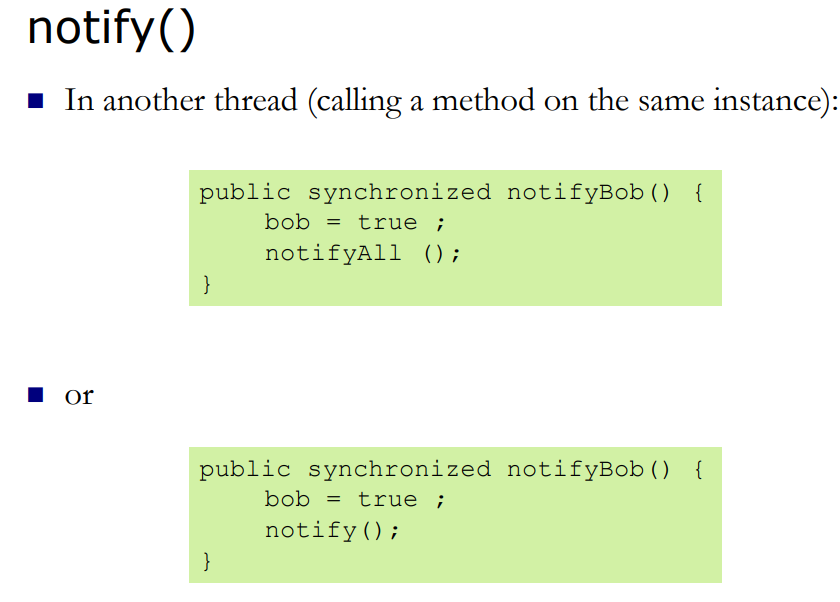 notify()
In another thread (calling a method on the same instance):
public synchronized notifyBob() {
bob = true ;
notifyAll ();
}
or
public synchronized notifyBob() {
bob = true ;
notify();
}